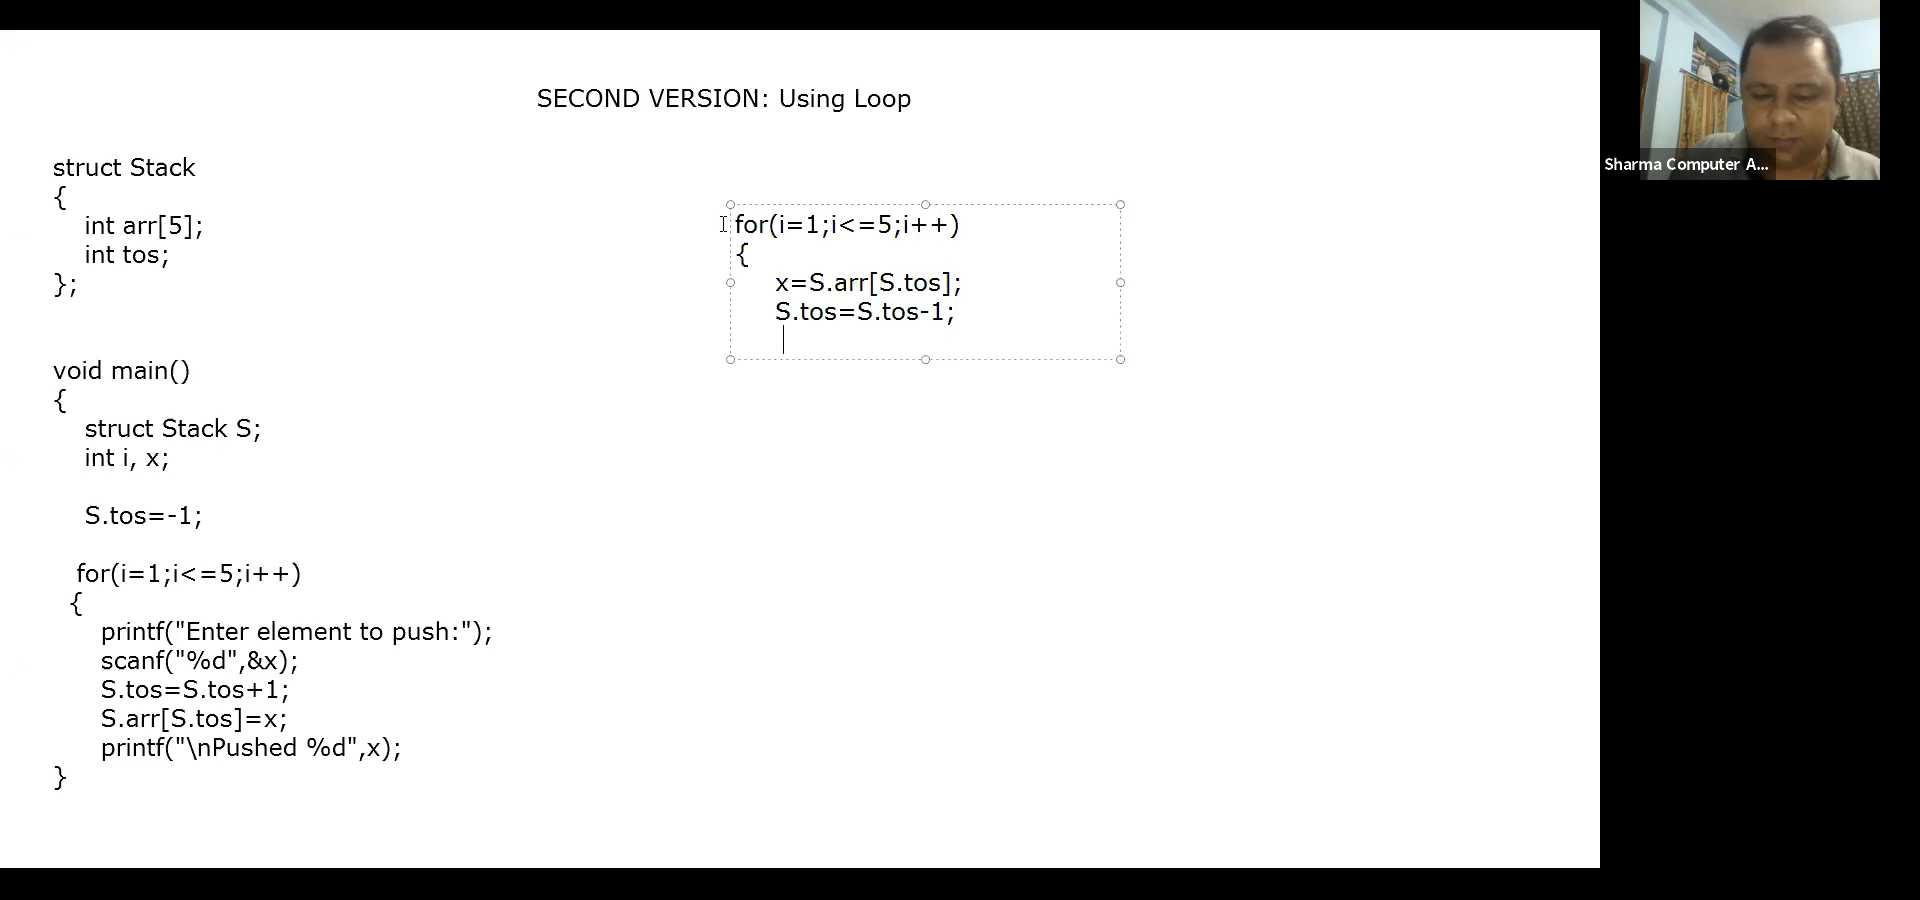 SECOND VERSION: Using Loop
struct Stack
{
int arr[5];
int tos;
};
void main()
{
struct Stack S;
int i, x;
S.tos=-1;
for(i=1;i<=5;i++)
{
printf("Enter element to push:");
scanf("%d",&x);
S.tos=S.tos+1;
S.arr[S.tos]=x;
printf("\nPushed %d",x);
}
for(i=1;i<=5;i++)
{
x=S.arr[S.tos];
S.tos=S.tos-1;
Sharma Computer A...